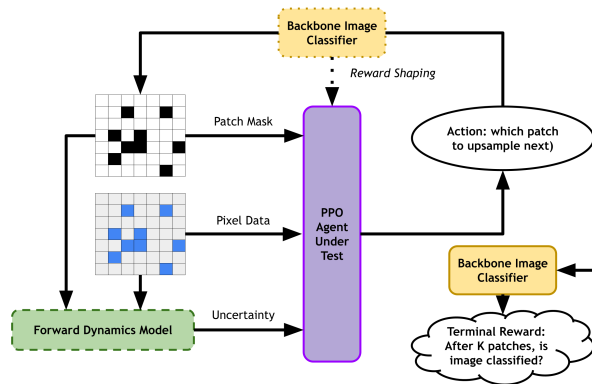 Backbone Image
Classifier
Reward Shaping
Patch Mask
Action: which patch
to upsample next)
Pixel Data
PPO
Agent
Under
Test
Backbone Image
Classifier
Uncertainty
Forward Dynamics Model
Terminal Reward:
After K patches, is
image classified?